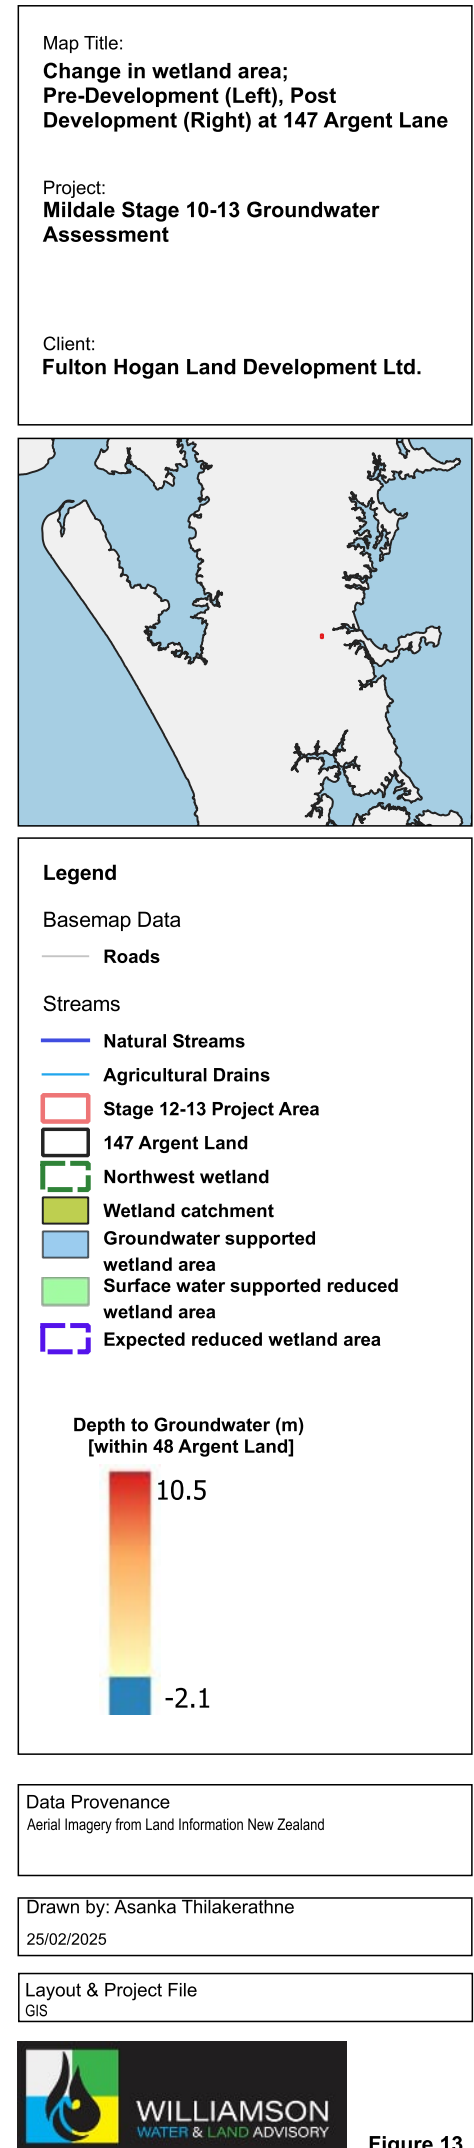 Map Title:
Change in wetland area;
Pre-Development (Left), Post
Development (Right) at 147 Argent Lane
Project:
Mildale Stage 10-13 Groundwater
Assessment
Client:
Fulton Hogan Land Development Ltd.
Legend
Basemap Data
Roads
Streams
Natural Streams
Agricultural Drains
Stage 12-13 Project Area
147 Argent Land
Northwest wetland
Wetland catchment
Groundwater supported
wetland area
Surface water supported reduced
wetland area
Expected reduced wetland area
Depth to Groundwater (m)
[within 48 Argent Land]
10.5
-2.1
Data Provenance
Aerial Imagery from Land Information New Zealand
Drawn by: Asanka Thilakerathne
25/02/2025
Layout & Project File
GIS
WILLIAMSON
WATER & LAND ADVISORY
Figure 13